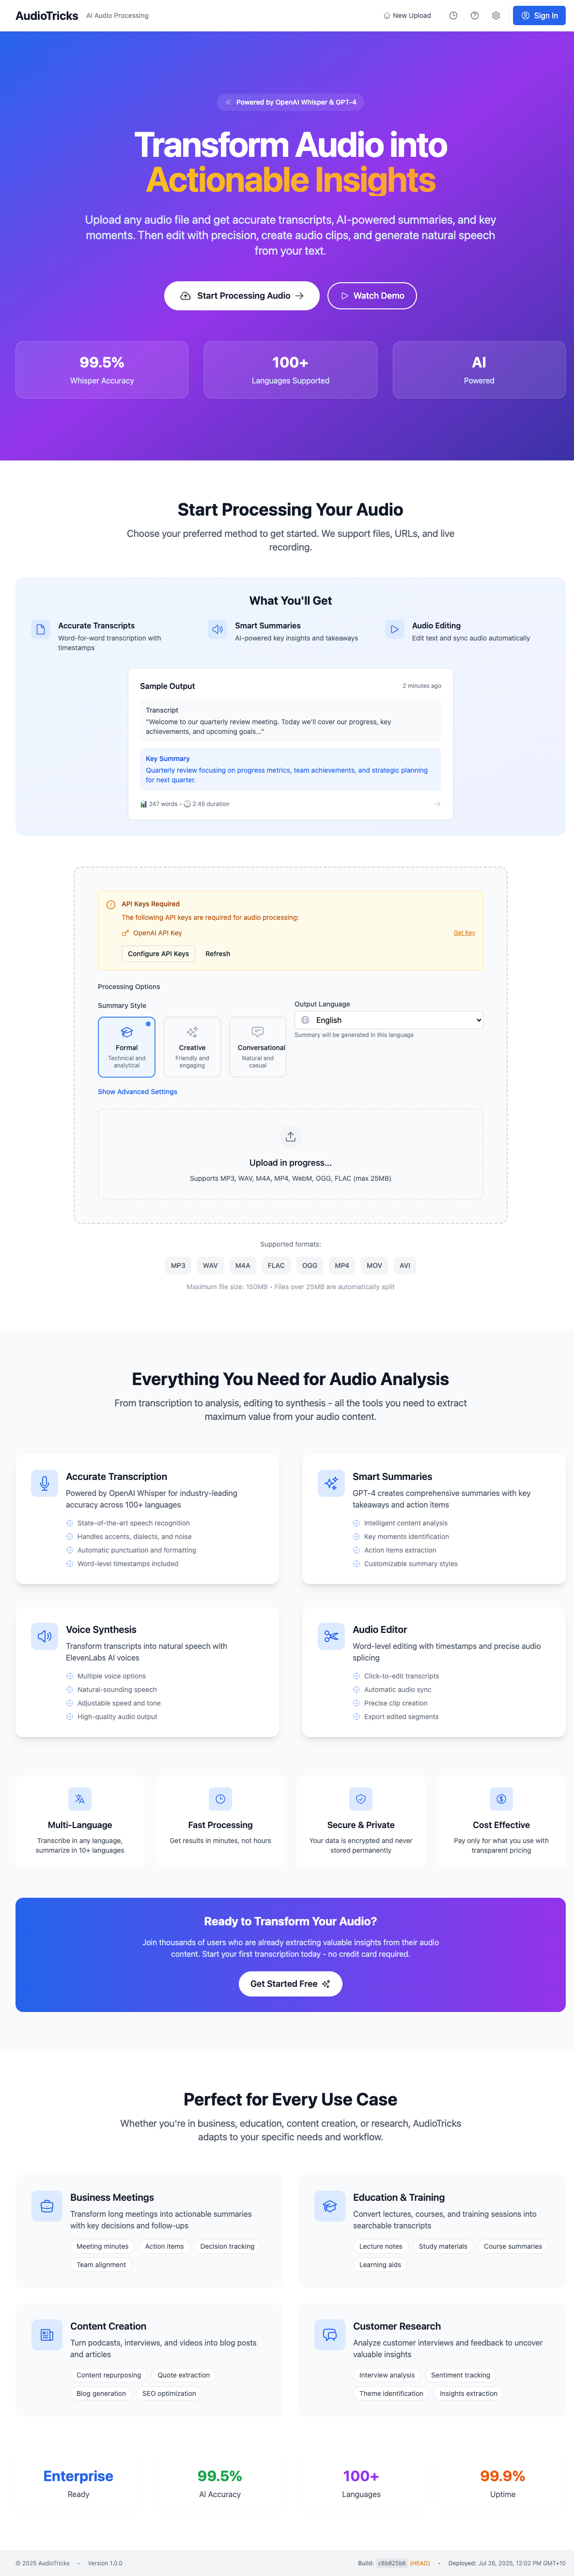 AudioTricks AI Audio Processing New Upload Sign In
Powered by OpenAI Whisper & GPT-4
Transform Audio into
Actionable Insights
Upload any audio file and get accurate transcripts, AI-powered summaries, and key
moments. Then edit with precision, create audio clips, and generate natural speech
from your text.
Start Processing Audio Watch Demo
99.5% 100+ AI
Whisper Accuracy Languages Supported Powered
Start Processing Your Audio
Choose your preferred method to get started. We support files, URLs, and live
recording.
What You'll Get
Accurate Transcripts
Word-for-word transcription with
timestamps
Smart Summaries
AI-powered key insights and takeaways
Audio Editing
Edit text and sync audio automatically
Sample Output 2 minutes ago
Transcript
"Welcome to our quarterly review meeting. Today we'll cover our progress, key
achievements, and upcoming goals..."
Key Summary
Quarterly review focusing on progress metrics, team achievements, and strategic planning
for next quarter.
247 words • 2:45 duration
API Keys Required
The following API keys are required for audio processing:
OpenAI API Key Get Key
Configure API Keys Refresh
Processing Options
Summary Style
Formal
Technical and
analytical
Creative
Friendly and
engaging
Conversational
Natural and
casual
Output Language
English
Summary will be generated in this language
Show Advanced Settings
Upload in progress...
Supports MP3, WAV, M4A, MP4, WebM, OGG, FLAC (max 25MB)
Supported formats:
MP3 WAV M4A FLAC OGG MP4 MOV AVI
Maximum file size: 150MB • Files over 25MB are automatically split
Everything You Need for Audio Analysis
From transcription to analysis, editing to synthesis - all the tools you need to extract
maximum value from your audio content.
Accurate Transcription
Powered by OpenAI Whisper for industry-leading
accuracy across 100+ languages
State-of-the-art speech recognition
Handles accents, dialects, and noise
Automatic punctuation and formatting
Word-level timestamps included
Smart Summaries
GPT-4 creates comprehensive summaries with key
takeaways and action items
Intelligent content analysis
Key moments identification
Action items extraction
Customizable summary styles
Voice Synthesis
Transform transcripts into natural speech with
ElevenLabs AI voices
Multiple voice options
Natural-sounding speech
Adjustable speed and tone
High-quality audio output
Audio Editor
Word-level editing with timestamps and precise audio
splicing
Click-to-edit transcripts
Automatic audio sync
Precise clip creation
Export edited segments
Multi-Language
Transcribe in any language,
summarize in 10+ languages
Fast Processing
Get results in minutes, not hours
Secure & Private
Your data is encrypted and never
stored permanently
Cost Effective
Pay only for what you use with
transparent pricing
Ready to Transform Your Audio?
Join thousands of users who are already extracting valuable insights from their audio
content. Start your first transcription today - no credit card required.
Get Started Free
Perfect for Every Use Case
Whether you're in business, education, content creation, or research, AudioTricks
adapts to your specific needs and workflow.
Business Meetings
Transform long meetings into actionable summaries
with key decisions and follow-ups
Meeting minutes Action items Decision tracking
Team alignment
Education & Training
Convert lectures, courses, and training sessions into
searchable transcripts
Lecture notes Study materials Course summaries
Learning aids
Content Creation
Turn podcasts, interviews, and videos into blog posts
and articles
Content repurposing Quote extraction
Blog generation SEO optimization
Customer Research
Analyze customer interviews and feedback to uncover
valuable insights
Interview analysis Sentiment tracking
Theme identification Insights extraction
Enterprise 99.5% 100+ 99.9%
Ready AI Accuracy Languages Uptime
© 2025 AudioTricks • Version 1.0.0 Build: c6b025b6 (HEAD) • Deployed: Jul 26, 2025, 12:02 PM GMT+10